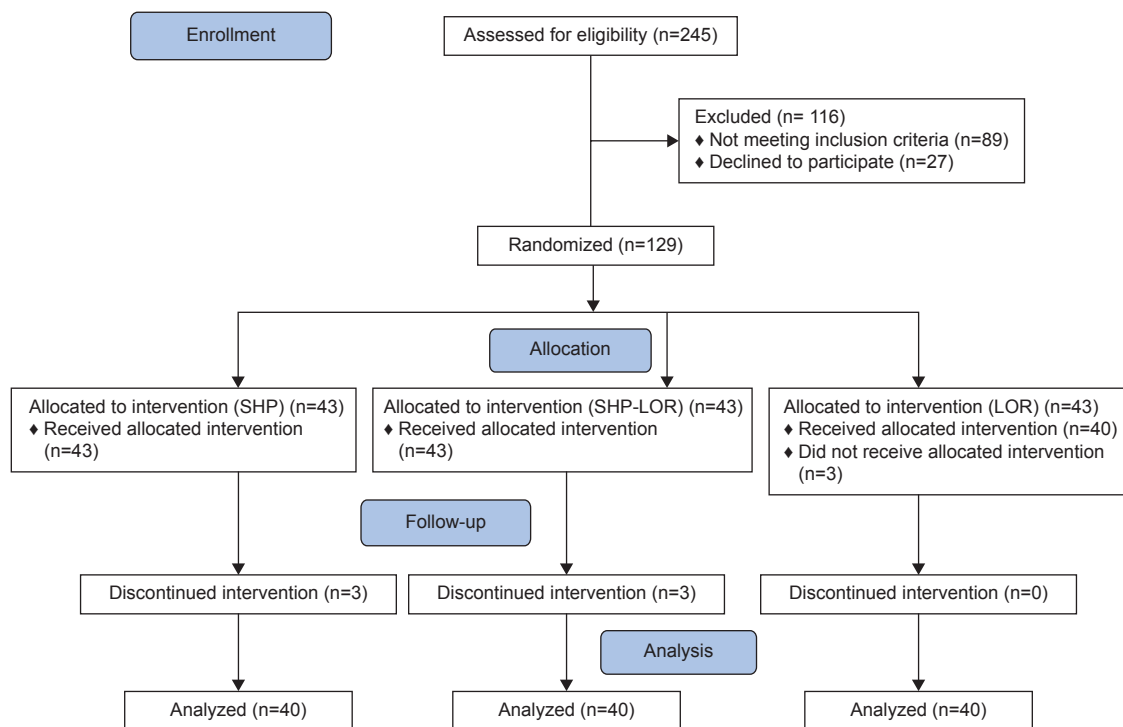 Enrollment
Assessed for eligibility (n=245)
Excluded (n= 116)
♦ Not meeting inclusion criteria (n=89)
♦ Declined to participate (n=27)
Randomized (n=129)
Allocation
Allocated to intervention (SHP) (n=43)
♦ Received allocated intervention
(n=43)
Allocated to intervention (SHP-LOR) (n=43)
♦ Received allocated intervention
(n=43)
Allocated to intervention (LOR) (n=43)
♦ Received allocated intervention (n=40)
♦ Did not receive allocated intervention
(n=3)
Follow-up
Discontinued intervention (n=3)
Discontinued intervention (n=3)
Discontinued intervention (n=0)
Analysis
Analyzed (n=40)
Analyzed (n=40)
Analyzed (n=40)